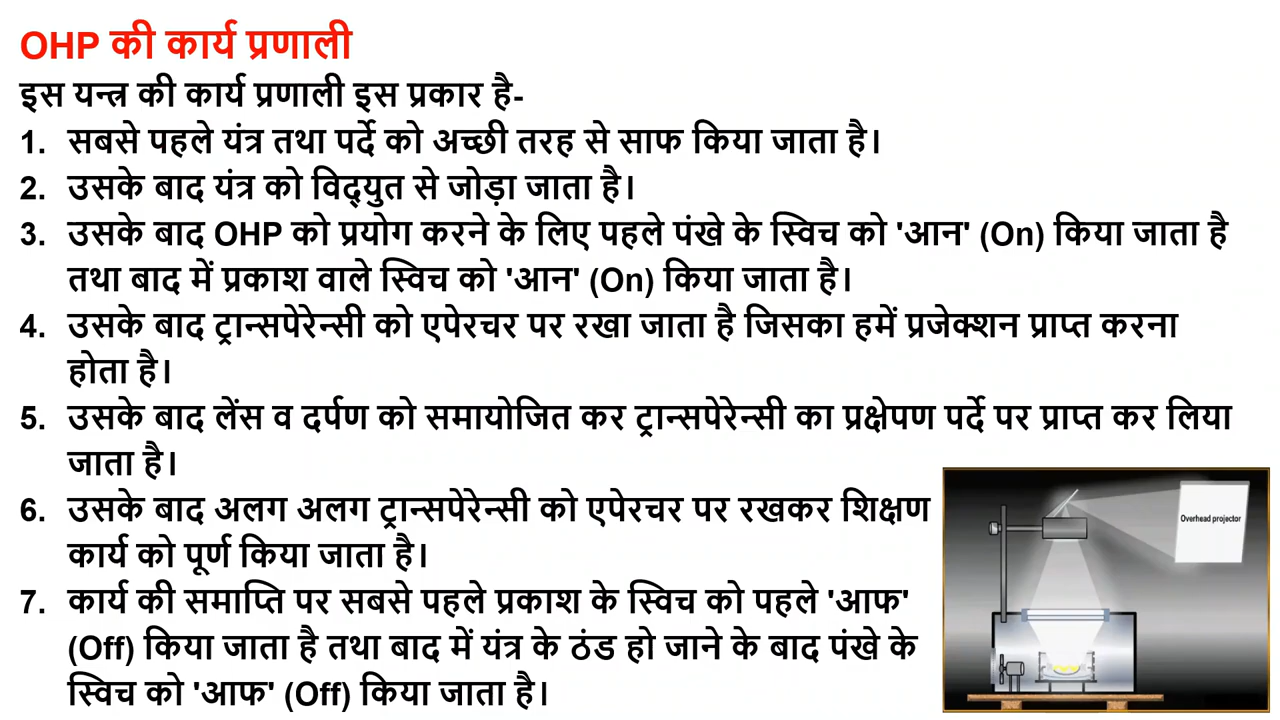 OHP की कार्य प्रणाली
इस यन्त्र की कार्य प्रणाली इस प्रकार है-
1. सबसे पहले यंत्र तथा पर्दे को अच्छी तरह से साफ किया जाता है।
2. उसके बाद यंत्र को विद्युत से जोड़ा जाता है।
3. उसके बाद OHP को प्रयोग करने के लिए पहले पंखे के स्विच को 'आन' (On) किया जाता है
तथा बाद में प्रकाश वाले स्विच को 'आन' (On) किया जाता है।
4. उसके बाद ट्रान्सपेरेन्सी को एपेरचर पर रखा जाता है जिसका हमें प्रजेक्शन प्राप्त करना
होता है।
5. उसके बाद लेंस व दर्पण को समायोजित कर ट्रान्सपेरेन्सी का प्रक्षेपण पर्दे पर प्राप्त कर लिया
जाता है।
6. उसके बाद अलग अलग ट्रान्सपेरेन्सी को एपेरचर पर रखकर शिक्षण
कार्य को पूर्ण किया जाता है।
7. कार्य की समाप्ति पर सबसे पहले प्रकाश के स्विच को पहले 'आफ'
(Off) किया जाता है तथा बाद में यंत्र के ठंड हो जाने के बाद पंखे के
स्विच को 'आफ' (Off) किया जाता है।
Overhead projector